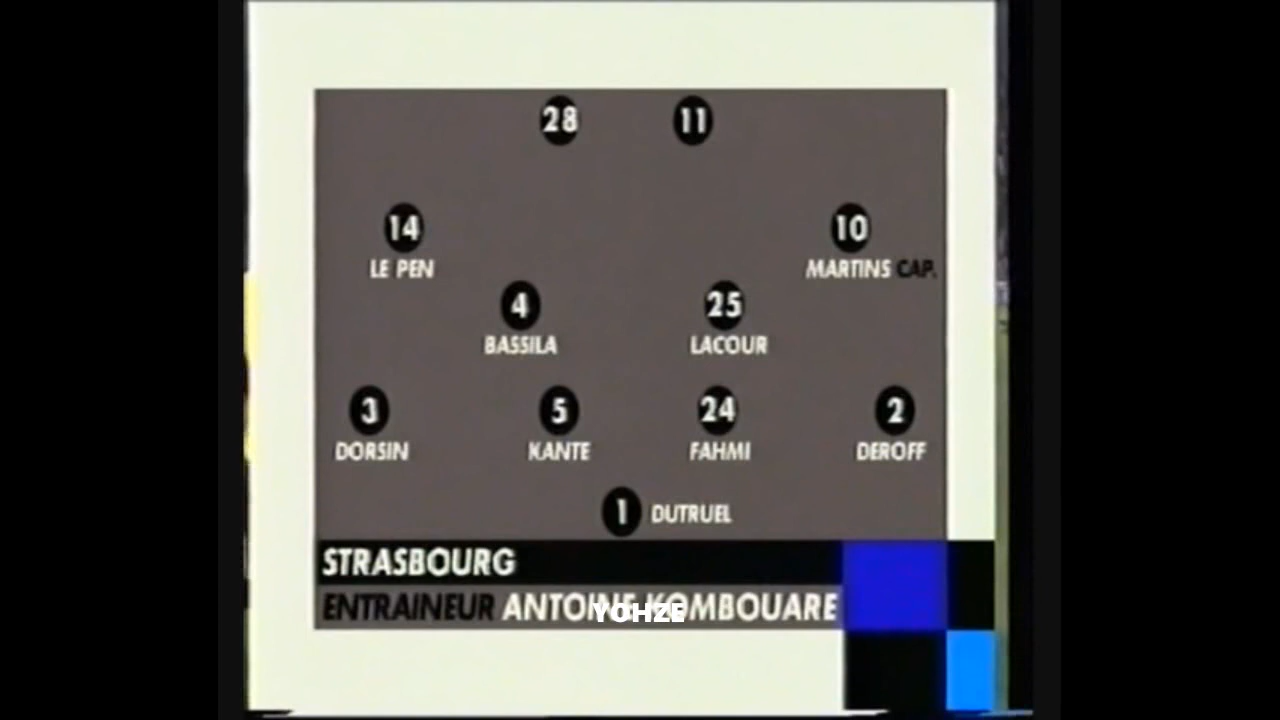 28 11
14 10
LE PEN MARTINS CAP.
4 25
BASSILA LACOUR
3 5 24 2
DORSIN KANTE FAHMI DEROFF
1 DUTRUEL
STRASBOURG
ENTRAINEUR ANTOINE KOMBOUARE
YOHZE